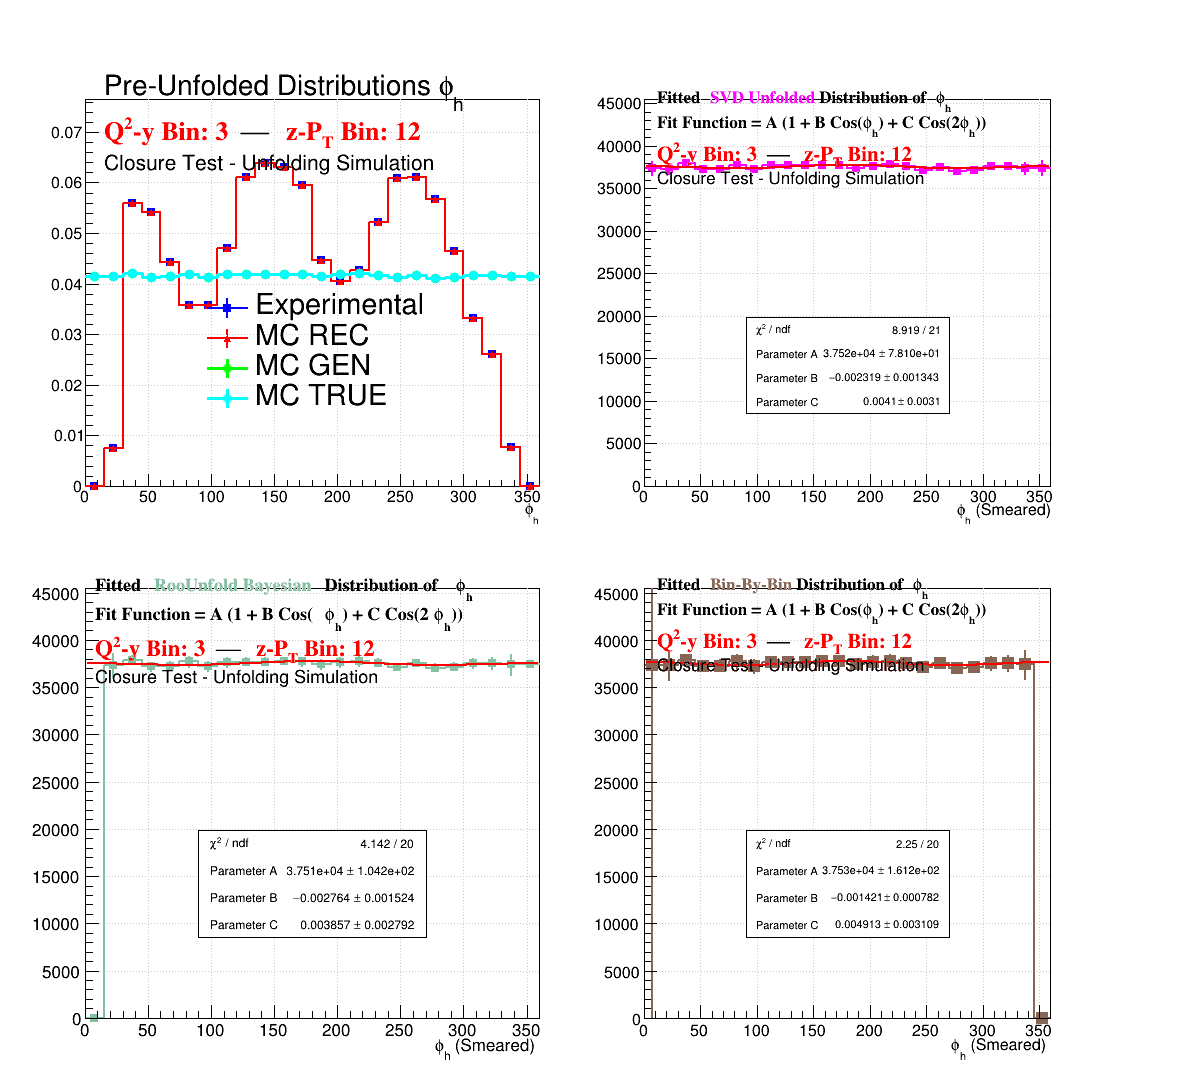 Pre-Unfolded Distributions ϕh
Q2-y Bin: 3 — z-PT Bin: 12
Closure Test - Unfolding Simulation
0.07
0.06
0.05
0.04
0.03
0.02
0.01
0
Experimental
MC REC
MC GEN
MC TRUE
0 50 100 150 200 250 300 350
ϕh
Fitted SVD Unfolded Distribution of ϕh
Fit Function = A (1 + B Cos(ϕh) + C Cos(2ϕh))
Q2-y Bin: 3 — z-PT Bin: 12
Closure Test - Unfolding Simulation
45000
40000
35000
30000
25000
20000
15000
10000
5000
0
χ2 / ndf 8.919 / 21
Parameter A 3.752e+04 ± 7.810e+01
Parameter B −0.002319 ± 0.001343
Parameter C 0.0041 ± 0.0031
0 50 100 150 200 250 300 350
ϕh (Smeared)
Fitted RooUnfold Bayesian Distribution of ϕh
Fit Function = A (1 + B Cos( ϕh) + C Cos(2 ϕh))
Q2-y Bin: 3 — z-PT Bin: 12
Closure Test - Unfolding Simulation
45000
40000
35000
30000
25000
20000
15000
10000
5000
0
χ2 / ndf 4.142 / 20
Parameter A 3.751e+04 ± 1.042e+02
Parameter B −0.002764 ± 0.001524
Parameter C 0.003857 ± 0.002792
0 50 100 150 200 250 300 350
ϕh (Smeared)
Fitted Bin-By-Bin Distribution of ϕh
Fit Function = A (1 + B Cos(ϕh) + C Cos(2ϕh))
Q2-y Bin: 3 — z-PT Bin: 12
Closure Test - Unfolding Simulation
45000
40000
35000
30000
25000
20000
15000
10000
5000
0
χ2 / ndf 2.25 / 20
Parameter A 3.753e+04 ± 1.612e+02
Parameter B −0.001421 ± 0.000782
Parameter C 0.004913 ± 0.003109
0 50 100 150 200 250 300 350
ϕh (Smeared)